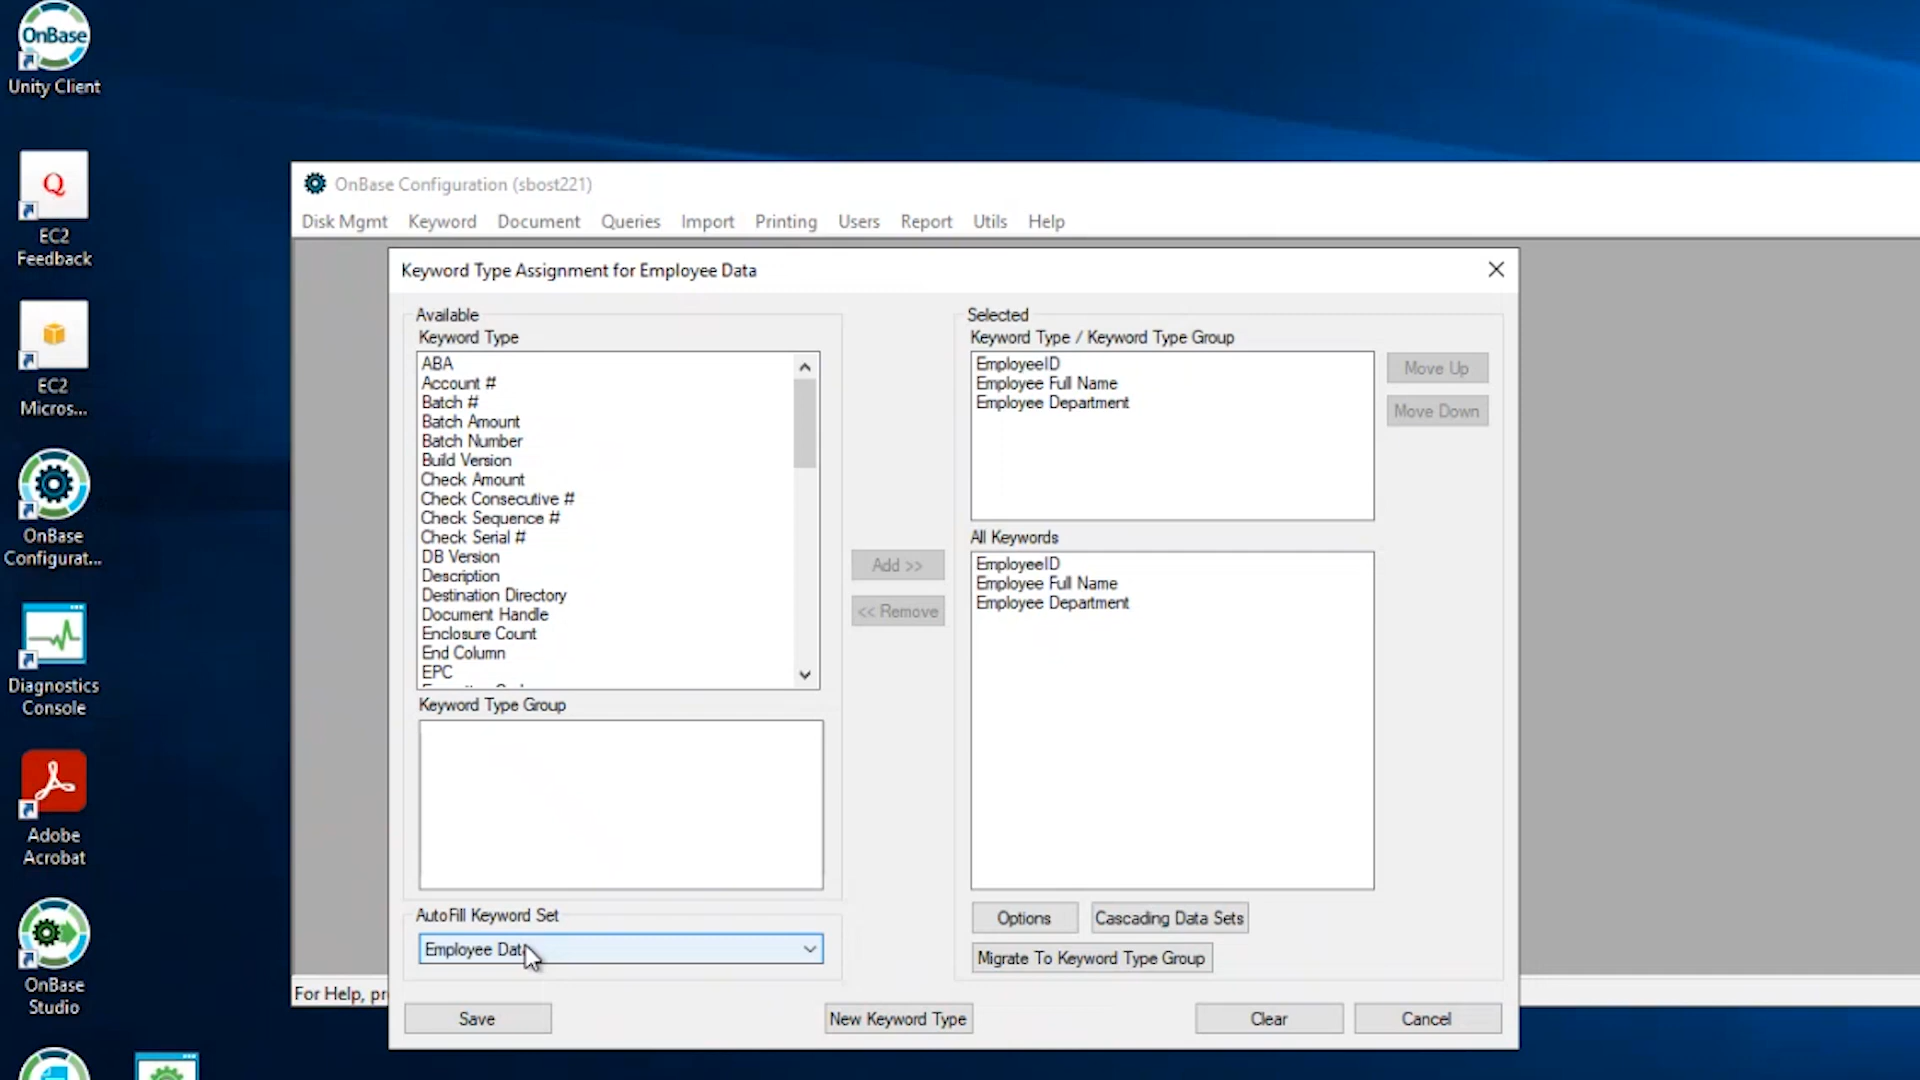 OnBase
Unity Client
Q
EC2
Feedback
EC2
Micros...
OnBase
Configurat...
Diagnostics
Console
Adobe
Acrobat
OnBase
Studio
OnBase Configuration (sbost221)
Disk Mgmt Keyword Document Queries Import Printing Users Report Utils Help
Keyword Type Assignment for Employee Data
Available
Keyword Type
ABA
Account #
Batch #
Batch Amount
Batch Number
Build Version
Check Amount
Check Consecutive #
Check Sequence #
Check Serial #
DB Version
Description
Destination Directory
Document Handle
Enclosure Count
End Column
EPC
Keyword Type Group
AutoFill Keyword Set
Employee Data
Add >>
<< Remove
Selected
Keyword Type / Keyword Type Group
EmployeeID
Employee Full Name
Employee Department
Move Up
Move Down
All Keywords
EmployeeID
Employee Full Name
Employee Department
Options Cascading Data Sets
Migrate To Keyword Type Group
For Help, pr
Save New Keyword Type Clear Cancel